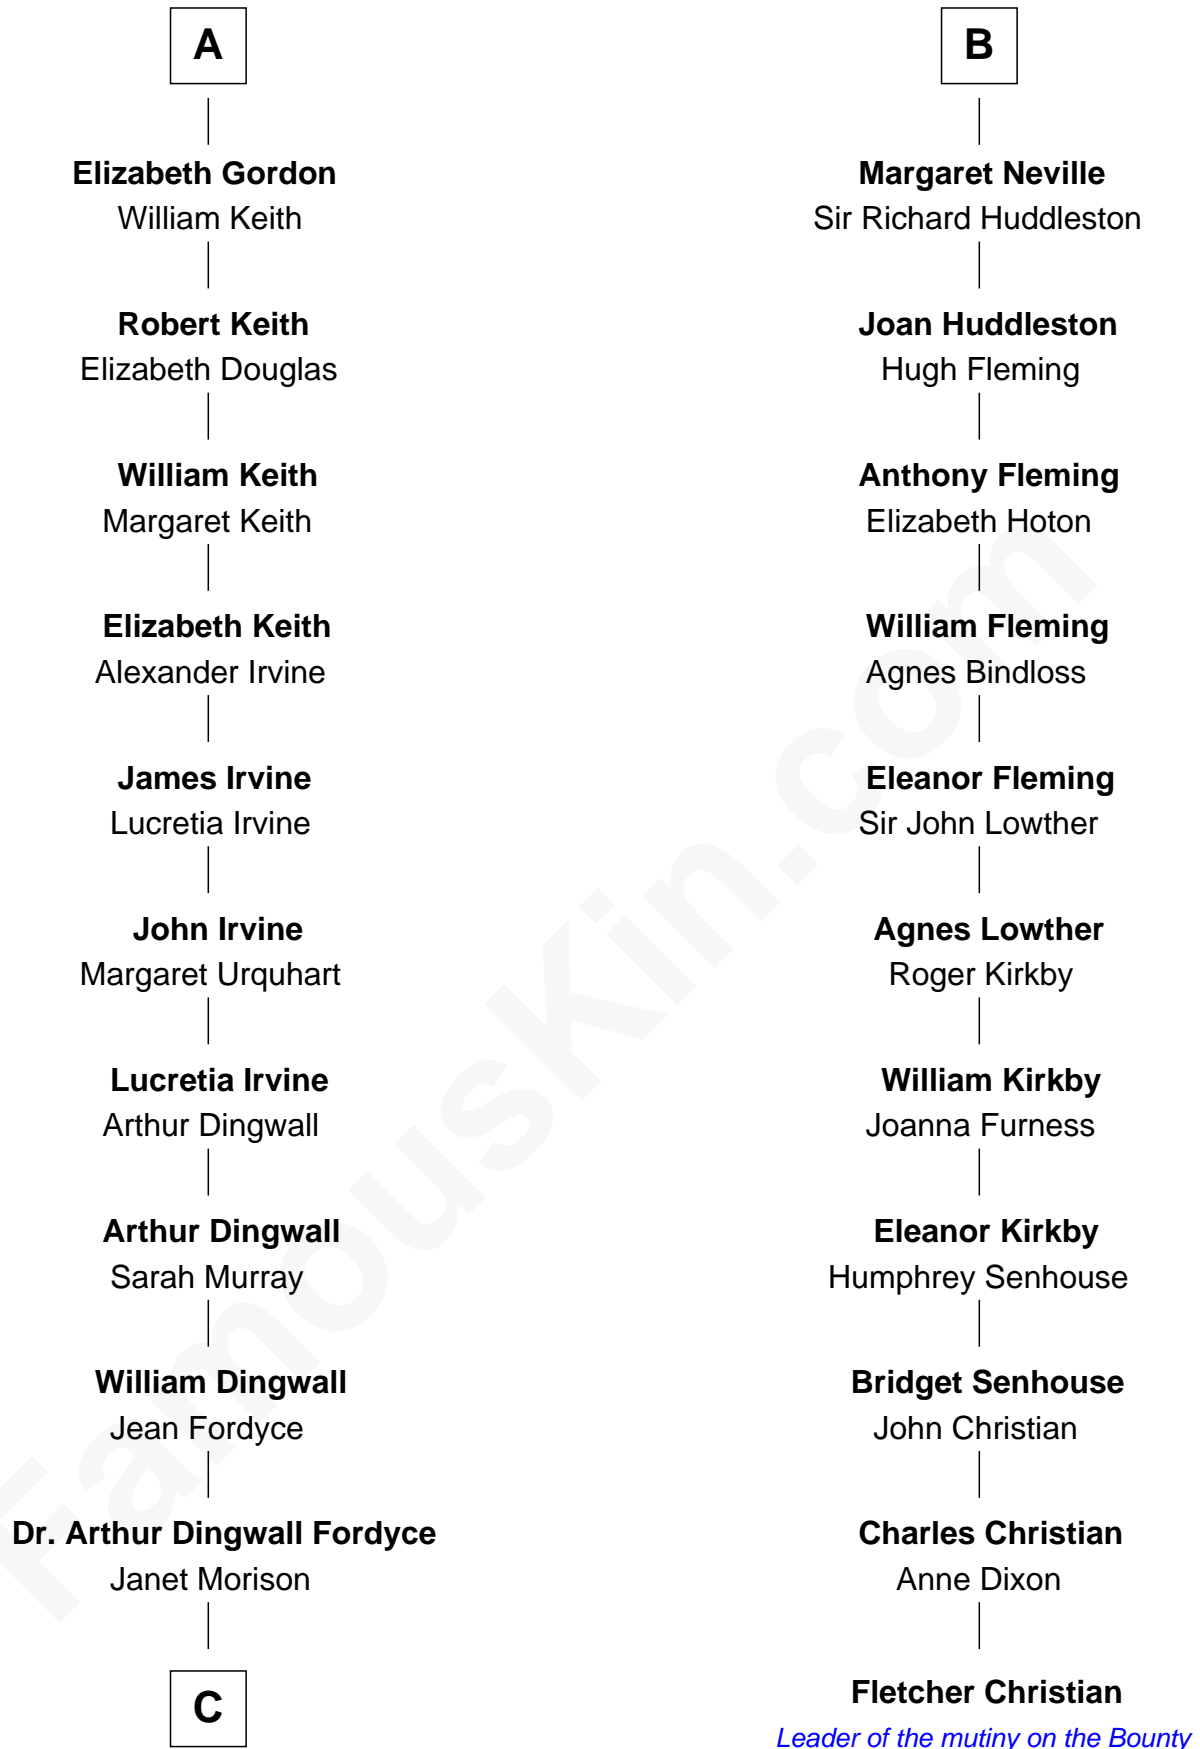 A
Elizabeth Gordon
William Keith
Robert Keith
Elizabeth Douglas
William Keith
Margaret Keith
Elizabeth Keith
Alexander Irvine
James Irvine
Lucretia Irvine
John Irvine
Margaret Urquhart
Lucretia Irvine
Arthur Dingwall
Arthur Dingwall
Sarah Murray
William Dingwall
Jean Fordyce
Dr. Arthur Dingwall Fordyce
Janet Morison
C
B
Margaret Neville
Sir Richard Huddleston
Joan Huddleston
Hugh Fleming
Anthony Fleming
Elizabeth Hoton
William Fleming
Agnes Bindloss
Eleanor Fleming
Sir John Lowther
Agnes Lowther
Roger Kirkby
William Kirkby
Joanna Furness
Eleanor Kirkby
Humphrey Senhouse
Bridget Senhouse
John Christian
Charles Christian
Anne Dixon
Fletcher Christian
Leader of the mutiny on the Bounty
FamousKin.com